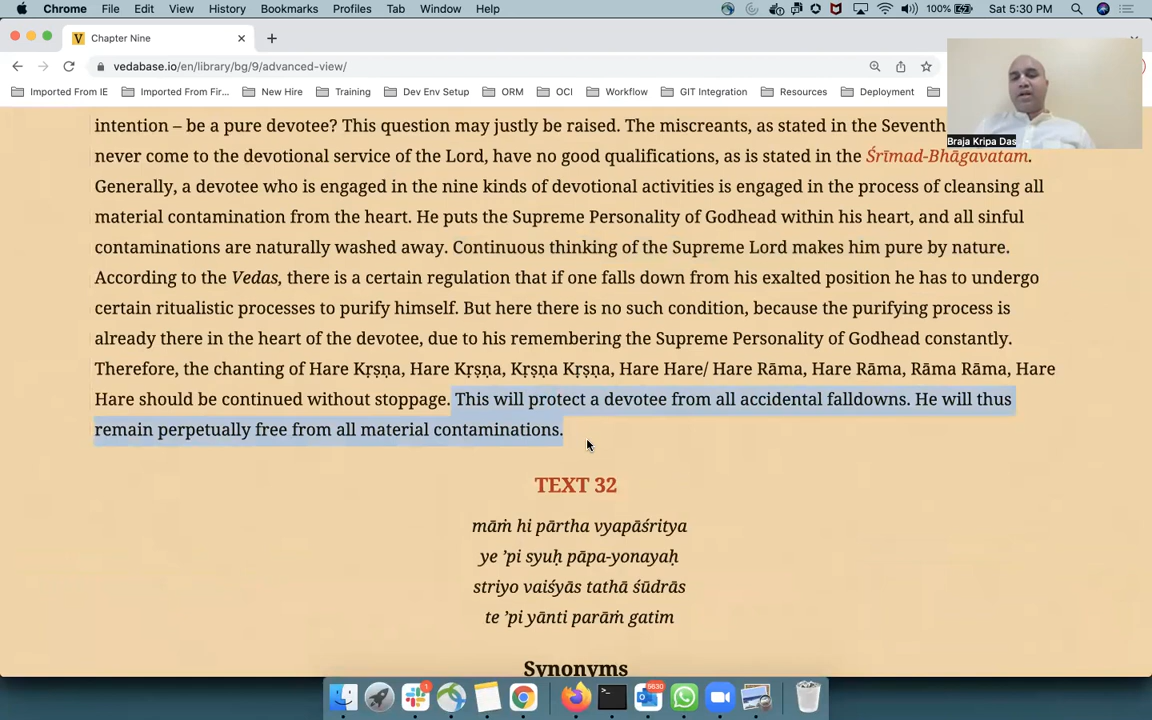 Chrome File Edit View History Bookmarks Profiles Tab Window Help 100% Sat 5:30 PM
Chapter Nine
vedabase.io/en/library/bg/9/advanced-view/
Imported From IE Imported From Fir... New Hire Training Dev Env Setup ORM OCI Workflow GIT Integration Resources Deployment
Braja Kripa Das
intention – be a pure devotee? This question may justly be raised. The miscreants, as stated in the Seventh
never come to the devotional service of the Lord, have no good qualifications, as is stated in the Śrīmad-Bhāgavatam.
Generally, a devotee who is engaged in the nine kinds of devotional activities is engaged in the process of cleansing all
material contamination from the heart. He puts the Supreme Personality of Godhead within his heart, and all sinful
contaminations are naturally washed away. Continuous thinking of the Supreme Lord makes him pure by nature.
According to the Vedas, there is a certain regulation that if one falls down from his exalted position he has to undergo
certain ritualistic processes to purify himself. But here there is no such condition, because the purifying process is
already there in the heart of the devotee, due to his remembering the Supreme Personality of Godhead constantly.
Therefore, the chanting of Hare Kṛṣṇa, Hare Kṛṣṇa, Kṛṣṇa Kṛṣṇa, Hare Hare/ Hare Rāma, Hare Rāma, Rāma Rāma, Hare
Hare should be continued without stoppage. This will protect a devotee from all accidental falldowns. He will thus
remain perpetually free from all material contaminations.
TEXT 32
māṁ hi pārtha vyapāśritya
ye ’pi syuḥ pāpa-yonayaḥ
striyo vaiśyās tathā śūdrās
te ’pi yānti parāṁ gatim
Synonyms